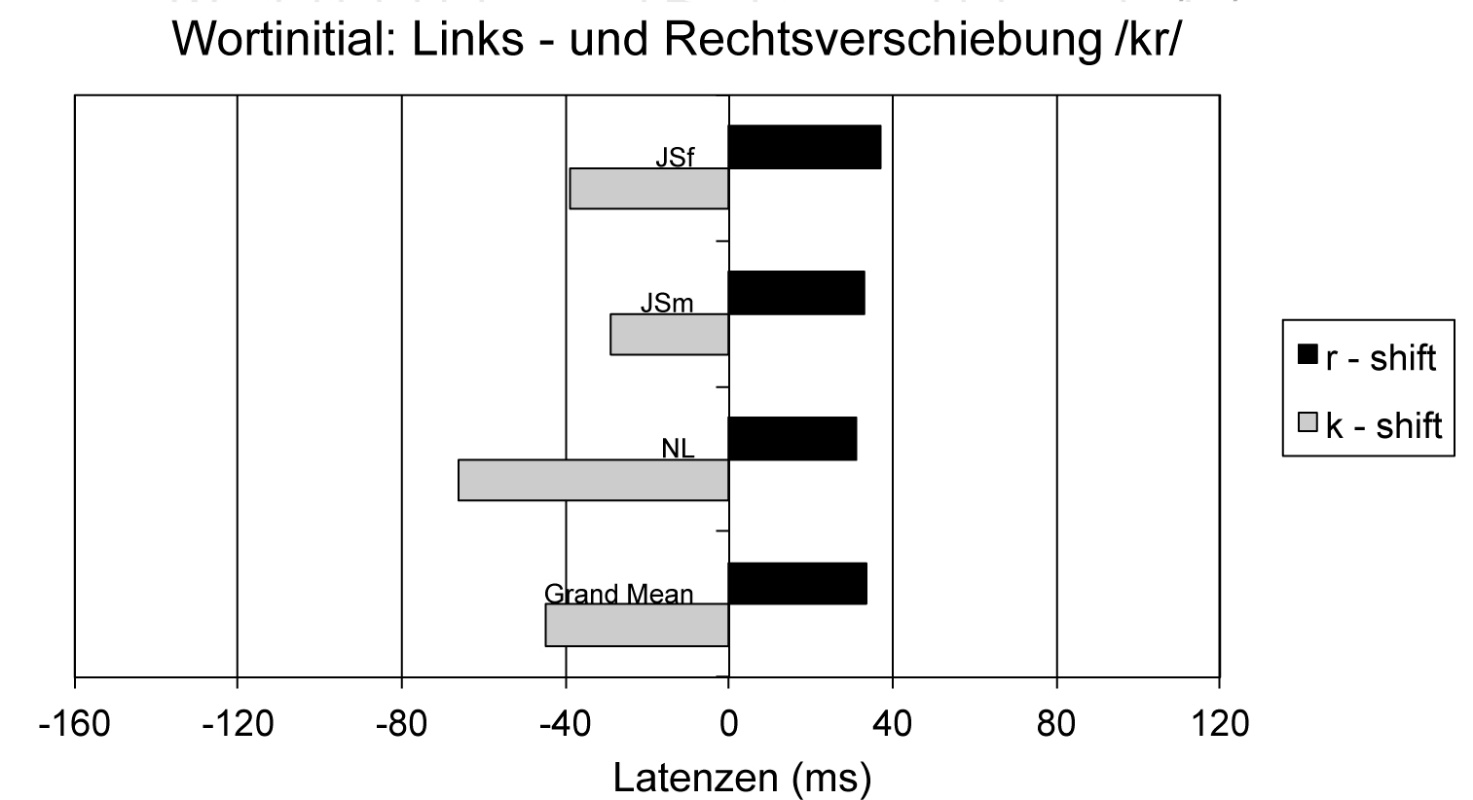 Wortinitial: Links - und Rechtsverschiebung /kr/
JSf
JSm
NL
Grand Mean
r - shift
k - shift
-160 -120 -80 -40 0 40 80 120
Latenzen (ms)